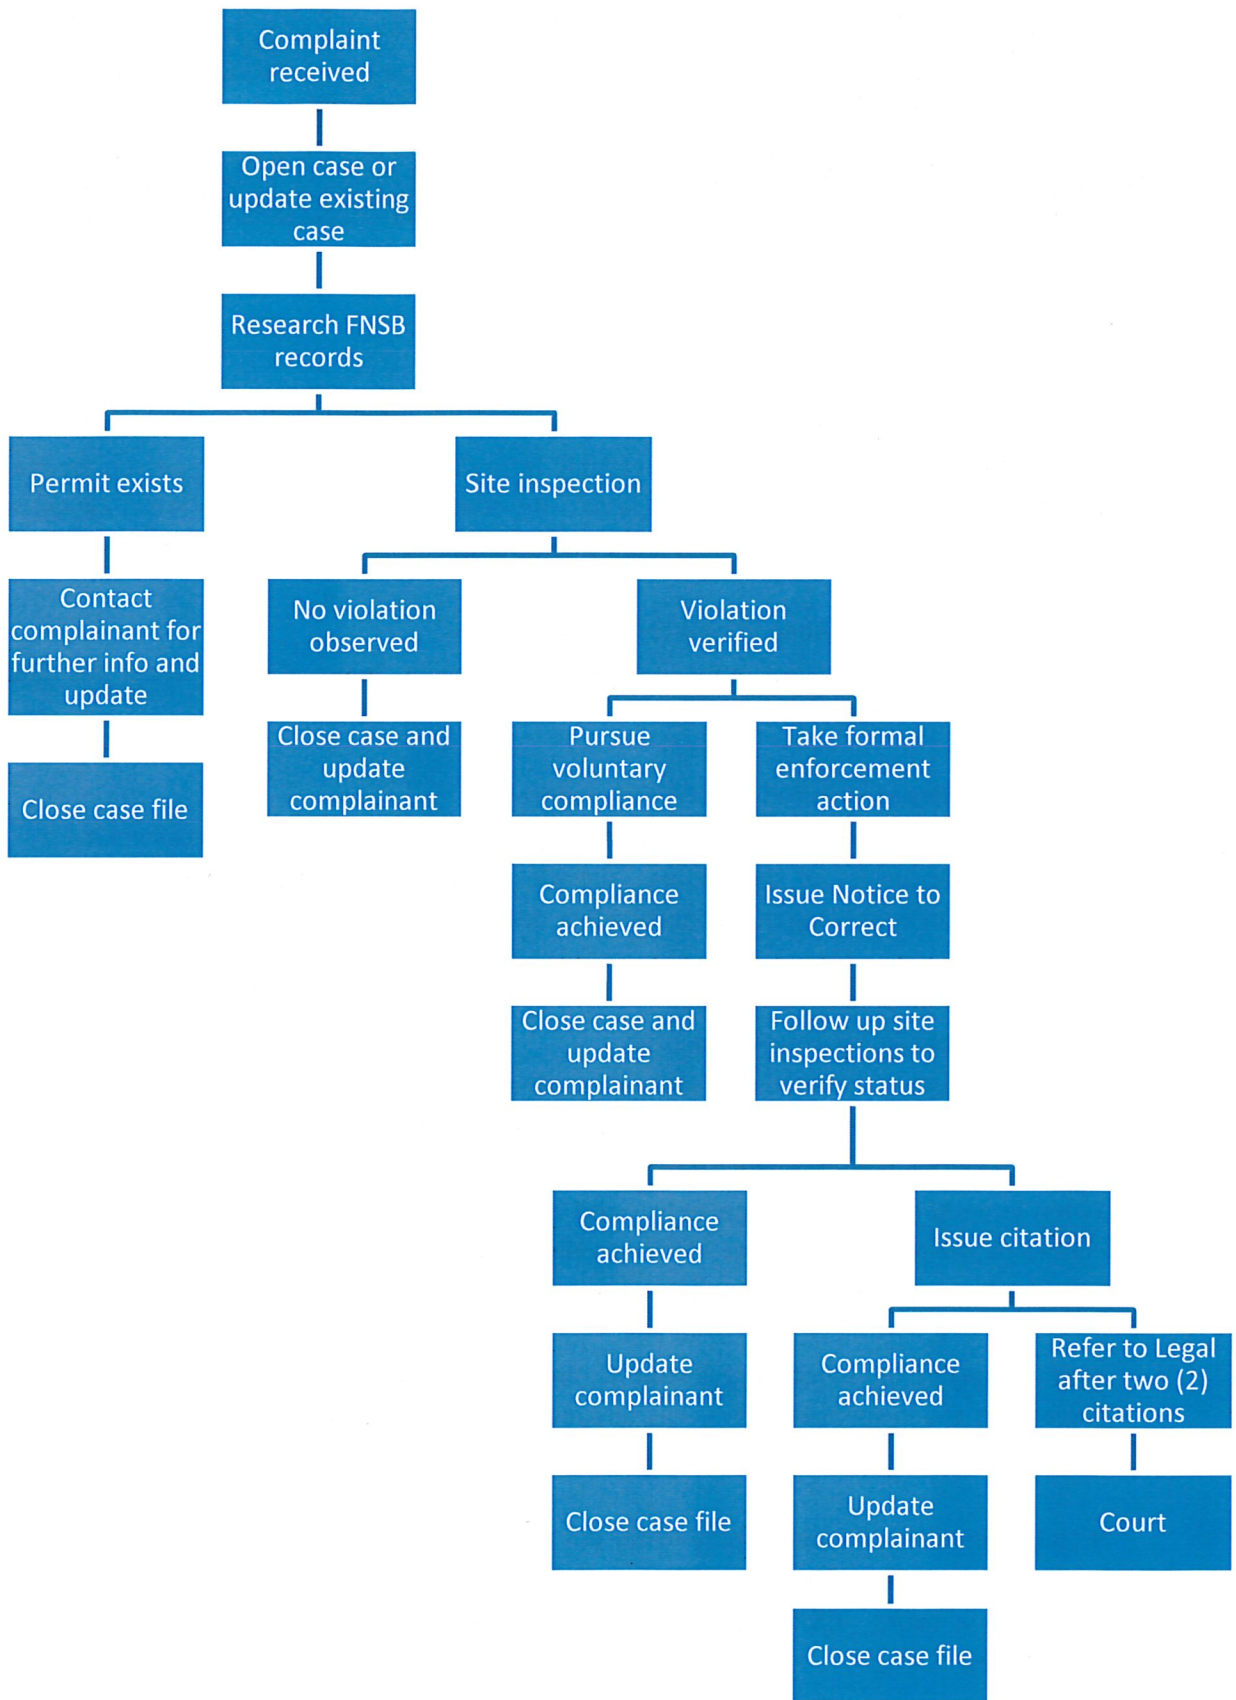 Complaint
received
Open case or
update existing
case
Research FNSB
records
Permit exists
Site inspection
Contact
complainant for
further info and
update
No violation
observed
Violation
verified
Close case file
Close case and
update
complainant
Pursue
voluntary
compliance
Take formal
enforcement
action
Compliance
achieved
Issue Notice to
Correct
Close case and
update
complainant
Follow up site
inspections to
verify status
Compliance
achieved
Issue citation
Update
complainant
Compliance
achieved
Refer to Legal
after two (2)
citations
Close case file
Update
complainant
Court
Close case file